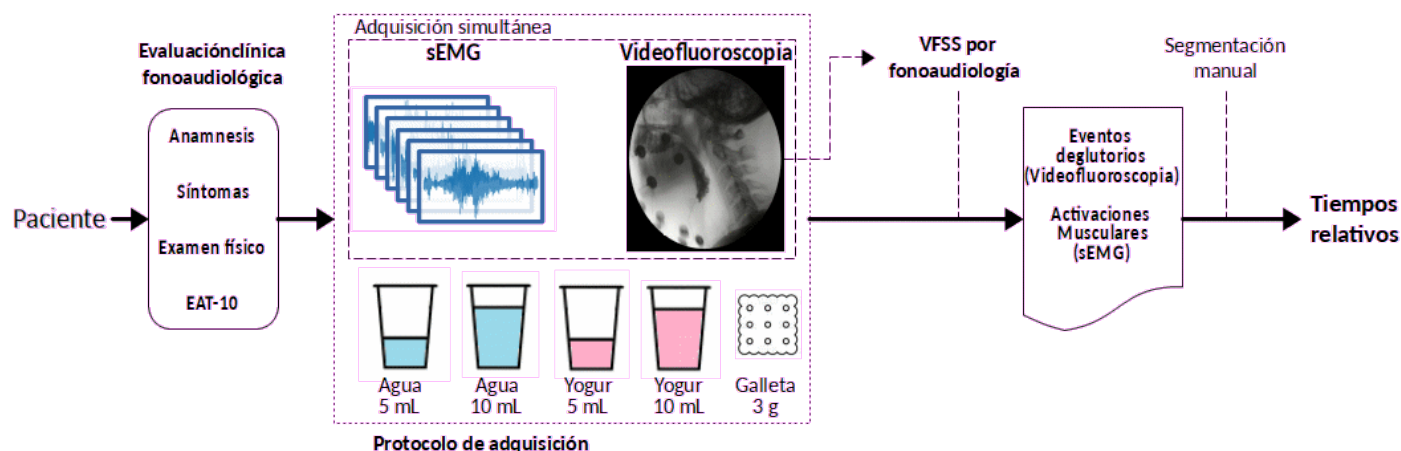 Paciente
Evaluaciónclínica
fonoaudiológica
Anamnesis
Síntomas
Examen físico
EAT-10
Adquisición simultánea
sEMG
Videofluoroscopia
Agua
5 mL
Agua
10 mL
Yogur
5 mL
Yogur
10 mL
Galleta
3 g
Protocolo de adquisición
VFSS por
fonoaudiología
Segmentación
manual
Eventos
deglutorios
(Videofluoroscopia)
Activaciones
Musculares
(sEMG)
Tiempos
relativos